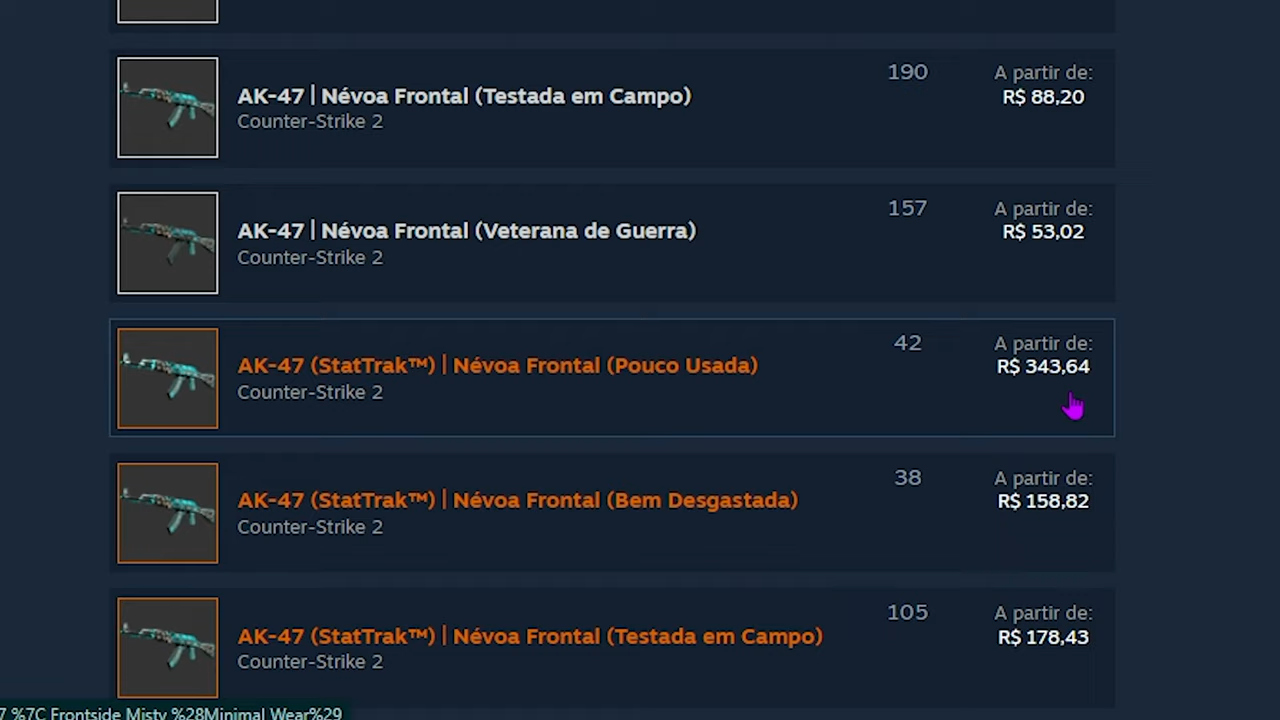 AK-47 | Névoa Frontal (Testada em Campo)
Counter-Strike 2
190
A partir de:
R$ 88,20
AK-47 | Névoa Frontal (Veterana de Guerra)
Counter-Strike 2
157
A partir de:
R$ 53,02
AK-47 (StatTrak™) | Névoa Frontal (Pouco Usada)
Counter-Strike 2
42
A partir de:
R$ 343,64
AK-47 (StatTrak™) | Névoa Frontal (Bem Desgastada)
Counter-Strike 2
38
A partir de:
R$ 158,82
AK-47 (StatTrak™) | Névoa Frontal (Testada em Campo)
Counter-Strike 2
105
A partir de:
R$ 178,43
7 %7C Frontside Misty %28Minimal Wear%29